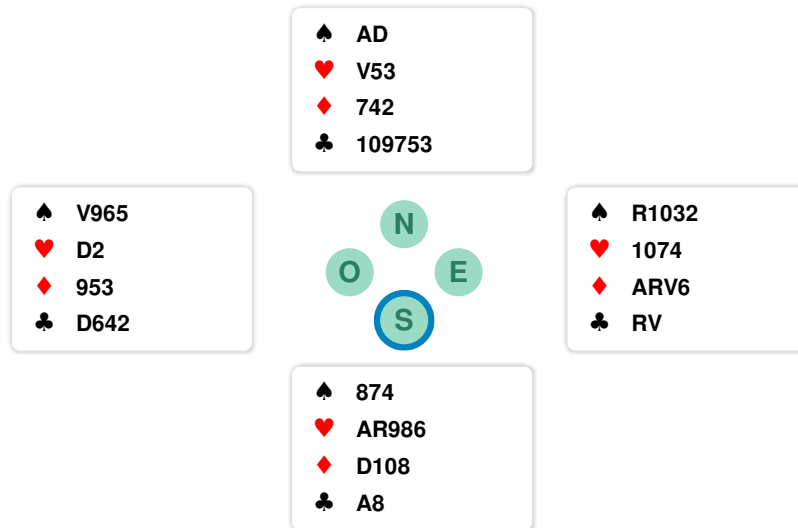 ♠ AD
♥ V53
♦ 742
♣ 109753
♠ V965
♥ D2
♦ 953
♣ D642
N
O
E
S
♠ R1032
♥ 1074
♦ ARV6
♣ RV
♠ 874
♥ AR986
♦ D108
♣ A8